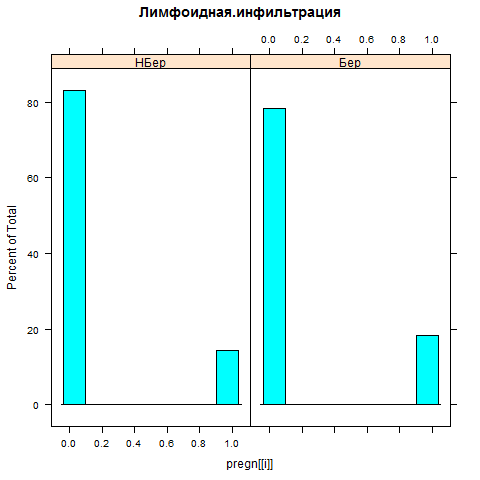 Лимфоидная.инфильтрация
0.0 0.2 0.4 0.6 0.8 1.0
НБер Бер
80
60
40
20
0
Percent of Total
0.0 0.2 0.4 0.6 0.8 1.0
pregn[[i]]